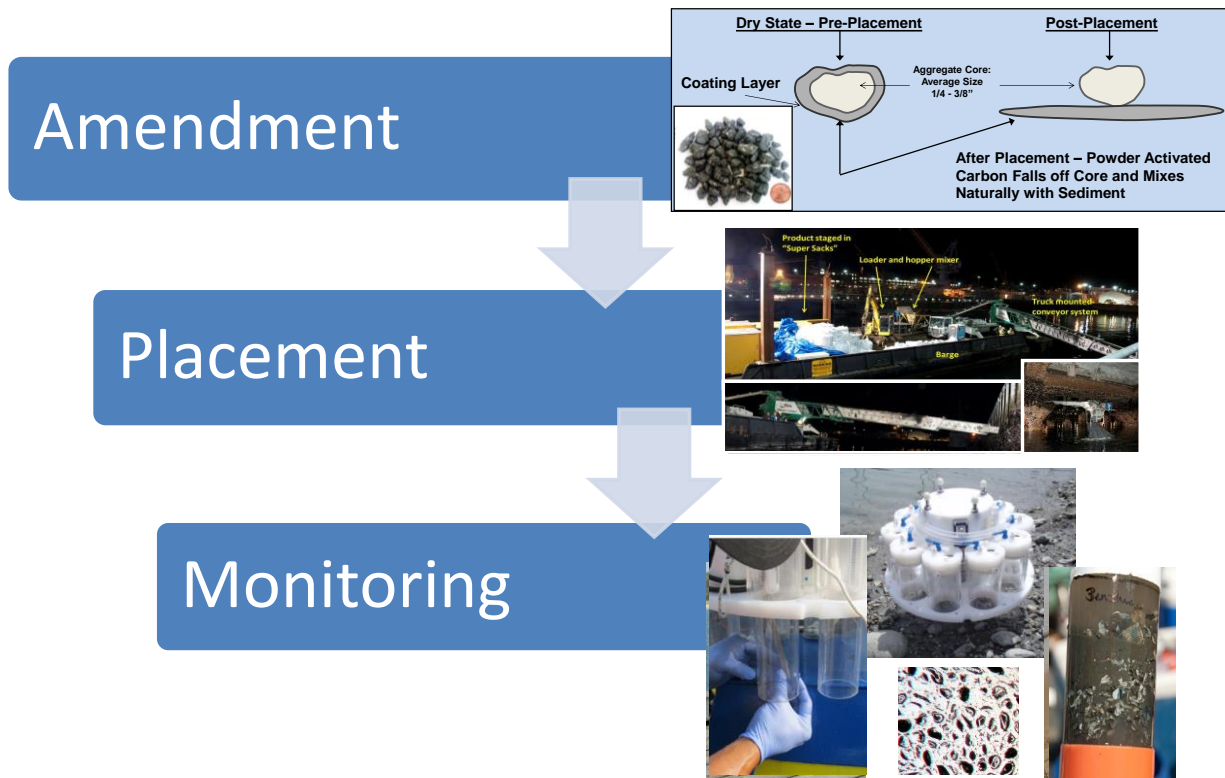 Dry State – Pre-Placement
Post-Placement
Amendment
Coating Layer
Aggregate Core:
Average Size
1/4 - 3/8"
After Placement – Powder Activated
Carbon Falls off Core and Mixes
Naturally with Sediment
Placement
Product staged in
"Super Sacks"
Loader and hopper mixer
Truck mounted
conveyor system
Barge
Monitoring